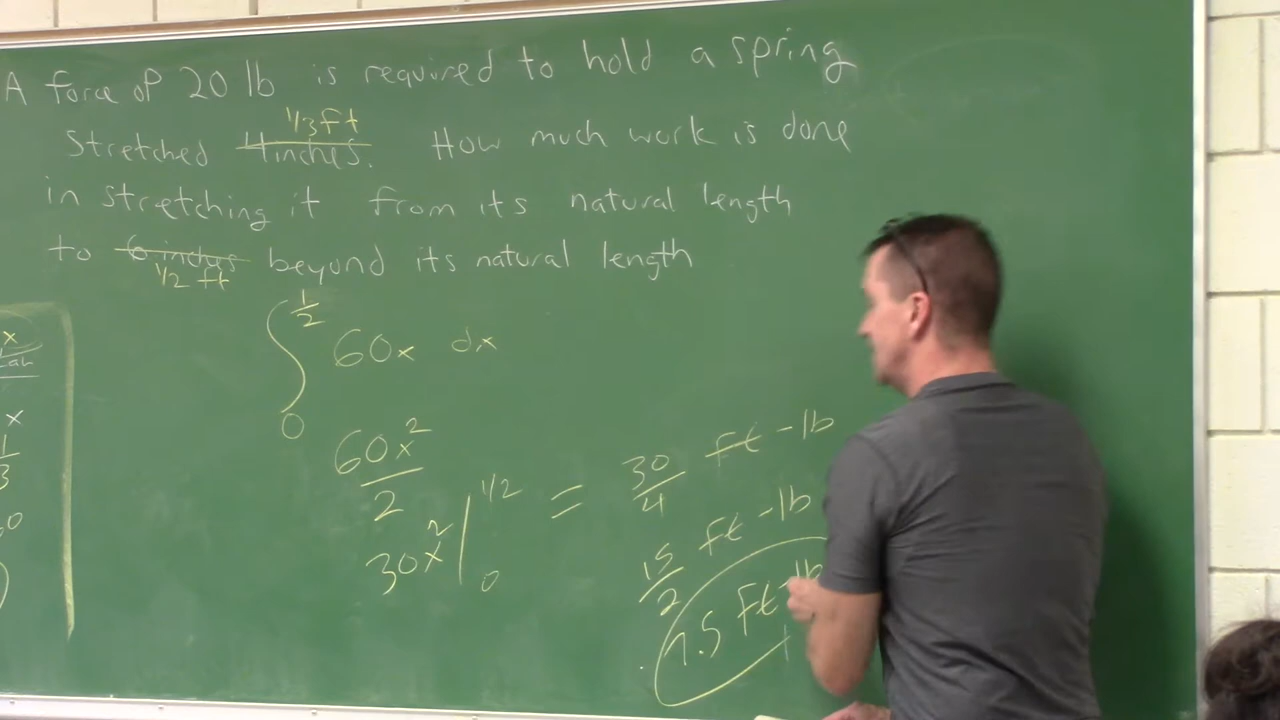 A force of 20 lb is required to hold a spring
1/3 ft
Stretched 4 inches. How much work is done
in stretching it from its natural length
to 6 inches beyond its natural length
1/2 ft
∫ 1/2 0 60x dx
60x²/2
30x² | 1/2 0 = 30/4 ft-lb
15/2 ft-lb
7.5 ft-lb
x
x
1/3